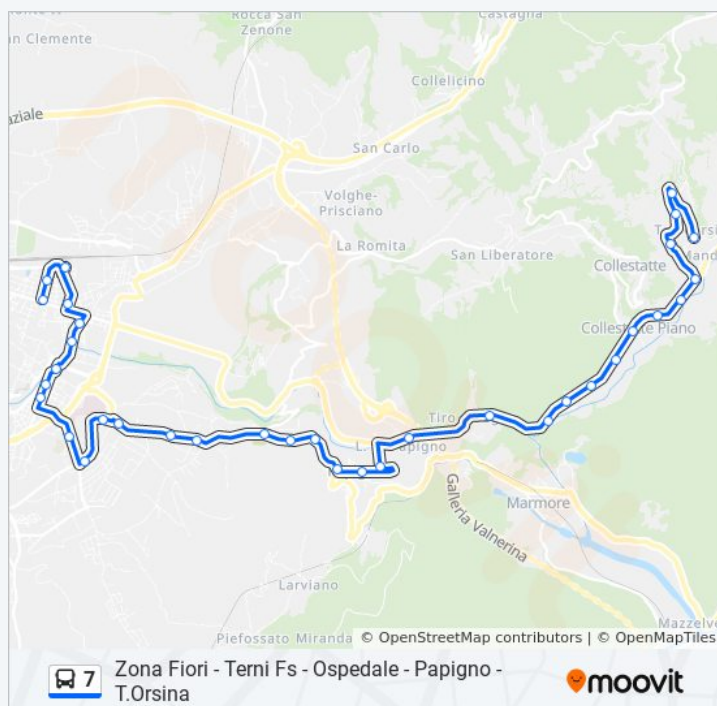 Rocca San
Zenone
Castagna
San Clemente
Collelicino
ziale
San Carlo
Volghe-
Prisciano
La Romita
San Liberatore
Collestatte
Mand
Collestatte Piano
Tiro
Papigno
Marmore
Galleria Valnerina
Larviano
Piefossato Miranda
Mazzelve
© OpenStreetMap contributors | © OpenMapTiles
7
Zona Fiori - Terni Fs - Ospedale - Papigno -
T.Orsina
moovit